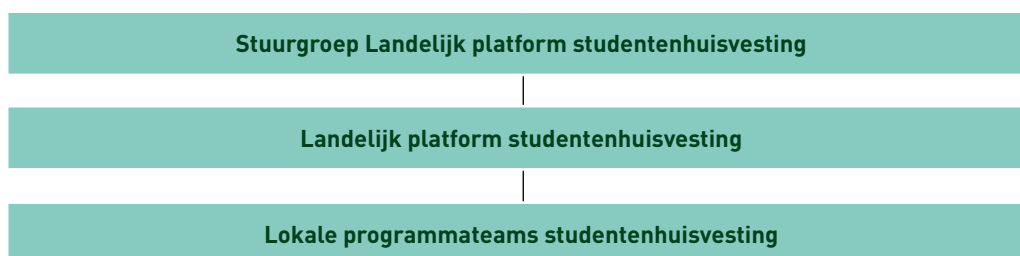 Stuurgroep Landelijk platform studentenhuisvesting
Landelijk platform studentenhuisvesting
Lokale programmateams studentenhuisvesting